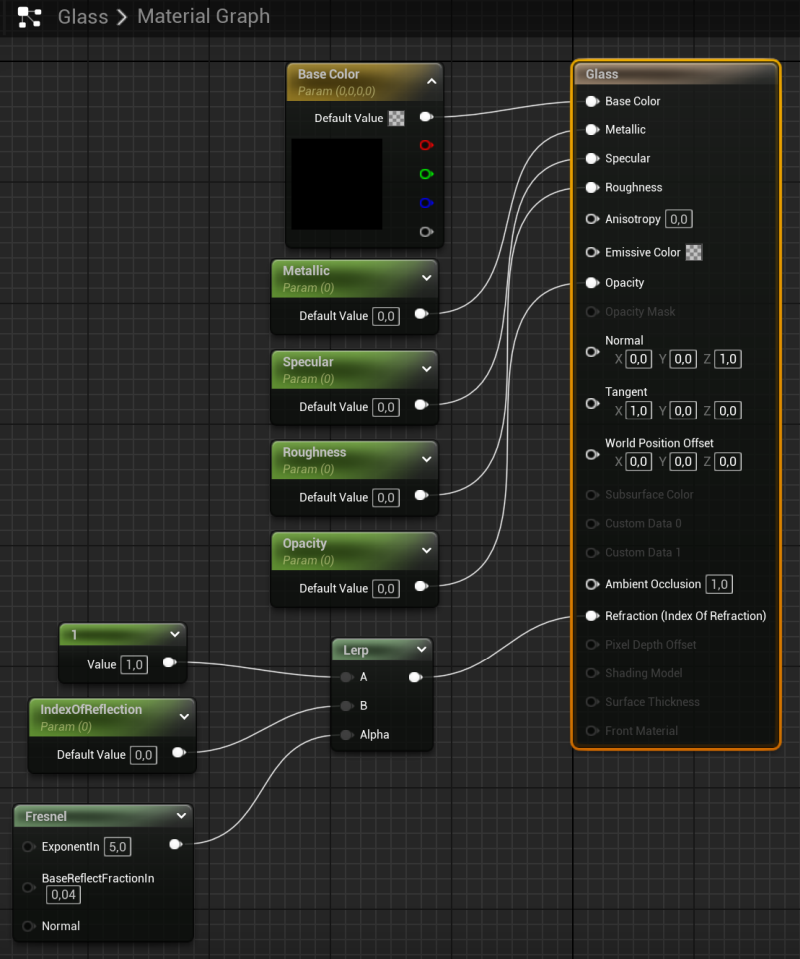 Glass > Material Graph
Base Color
Param (0,0,0,0)
Default Value
Metallic
Param (0)
Default Value 0,0
Specular
Param (0)
Default Value 0,0
Roughness
Param (0)
Default Value 0,0
Opacity
Param (0)
Default Value 0,0
1
Value 1,0
IndexOfReflection
Param (0)
Default Value 0,0
Fresnel
ExponentIn 5,0
BaseReflectFractionIn
0,04
Normal
Lerp
A
B
Alpha
Glass
Base Color
Metallic
Specular
Roughness
Anisotropy 0,0
Emissive Color
Opacity
Opacity Mask
Normal
X 0,0 Y 0,0 Z 1,0
Tangent
X 1,0 Y 0,0 Z 0,0
World Position Offset
X 0,0 Y 0,0 Z 0,0
Subsurface Color
Custom Data 0
Custom Data 1
Ambient Occlusion 1,0
Refraction (Index Of Refraction)
Pixel Depth Offset
Shading Model
Surface Thickness
Front Material